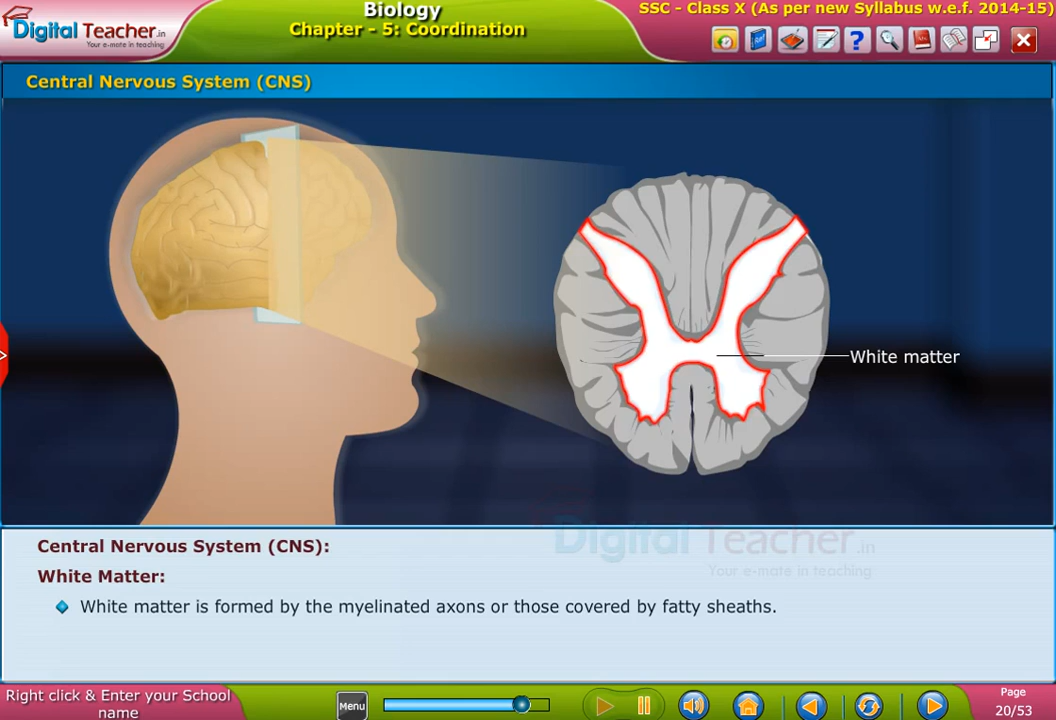 Digital Teacher.in
Your e-mate in teaching
Biology
Chapter - 5: Coordination
SSC - Class X (As per new Syllabus w.e.f. 2014-15)
Central Nervous System (CNS)
White matter
Central Nervous System (CNS):
White Matter:
White matter is formed by the myelinated axons or those covered by fatty sheaths.
Digital Teacher.in
Your e-mate in teaching
Right click & Enter your School
name
Menu
Page
20/53